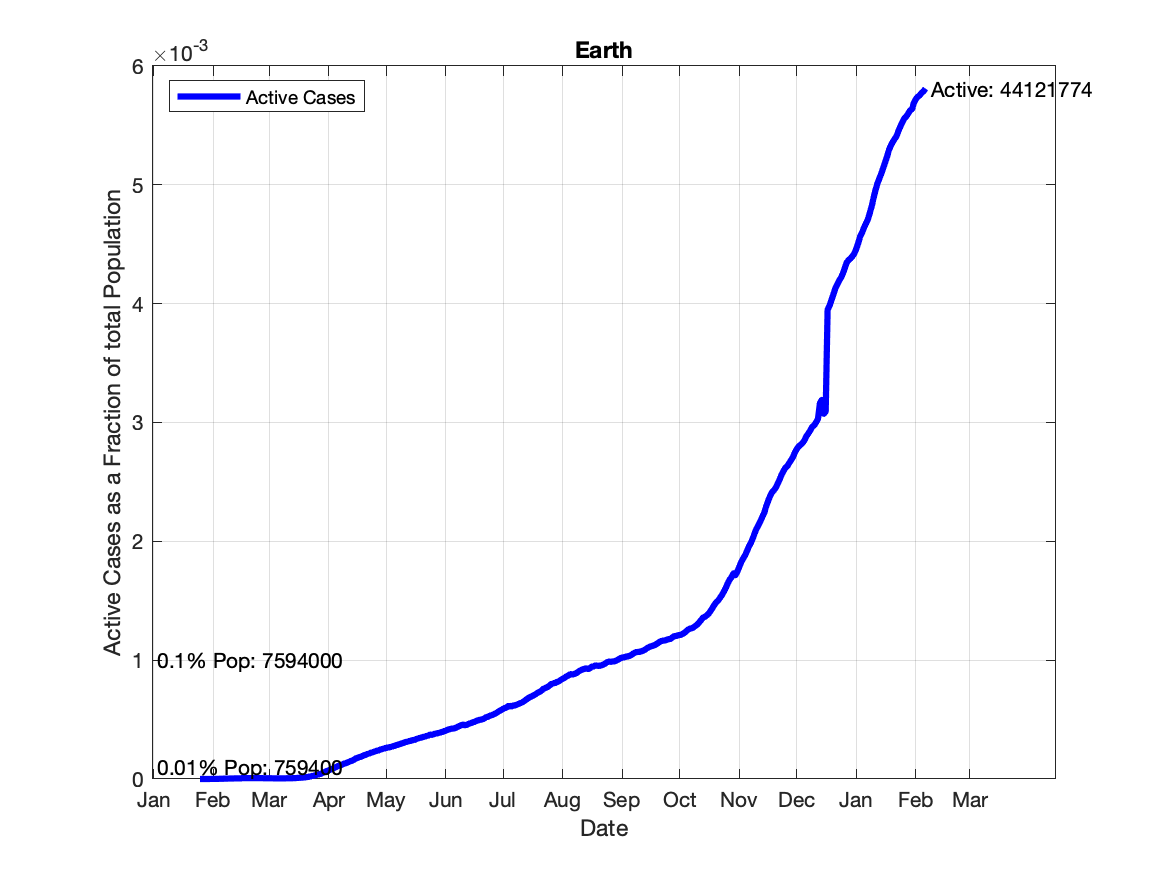 Earth
×10-3
6
Active Cases
Active: 44121774
5
4
3
2
1
0.1% Pop: 7594000
0.01% Pop: 759400
0
Active Cases as a Fraction of total Population
Jan Feb Mar Apr May Jun Jul Aug Sep Oct Nov Dec Jan Feb Mar
Date